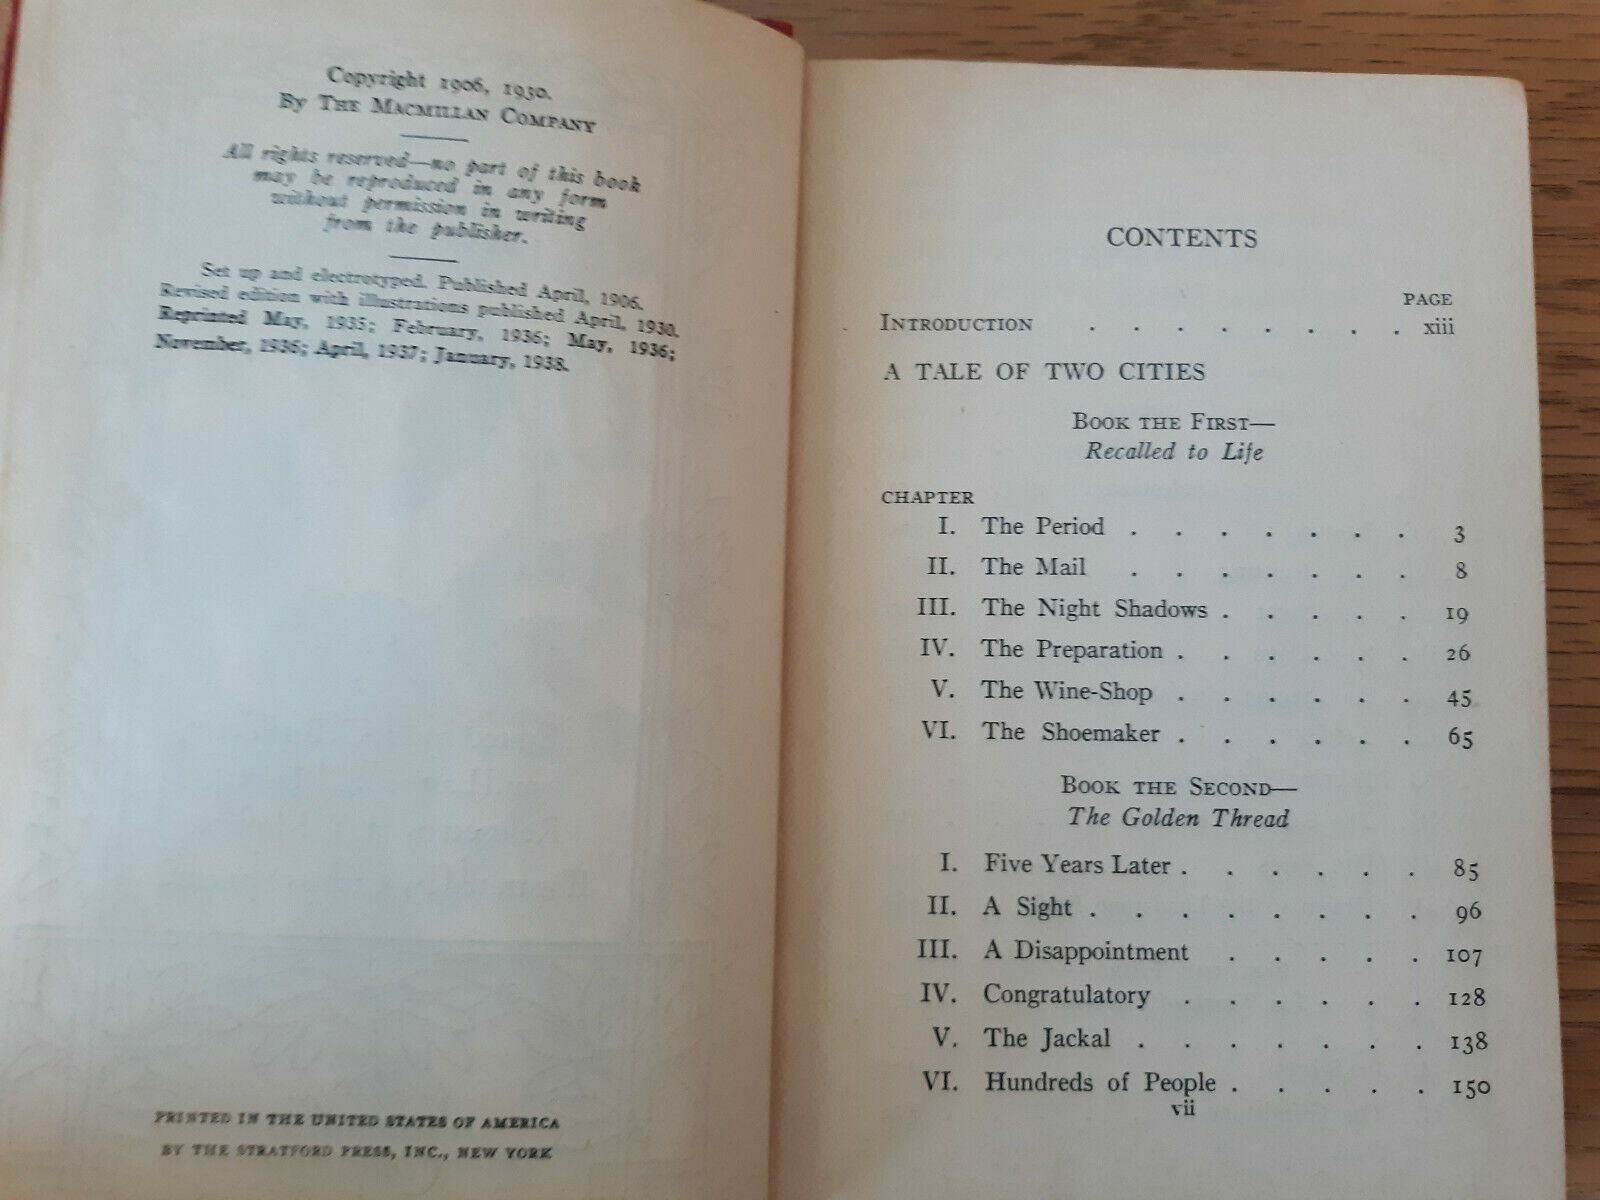 Copyright 1906, 1930.
By The Macmillan Company
All rights reserved—no part of this book
may be reproduced in any form
without permission in writing
from the publisher.
Set up and electrotyped. Published April, 1906.
Revised edition with illustrations published April, 1930.
Reprinted May, 1935; February, 1936; May, 1936;
November, 1936; April, 1937; January, 1938.
PRINTED IN THE UNITED STATES OF AMERICA
BY THE STRATFORD PRESS, INC., NEW YORK
CONTENTS
PAGE
Introduction . . . . . . . . xiii
A TALE OF TWO CITIES
Book the First—
Recalled to Life
CHAPTER
I. The Period . . . . . . . 3
II. The Mail . . . . . . . 8
III. The Night Shadows . . . . . 19
IV. The Preparation . . . . . . 26
V. The Wine-Shop . . . . . . 45
VI. The Shoemaker . . . . . . 65
Book the Second—
The Golden Thread
I. Five Years Later . . . . . . 85
II. A Sight . . . . . . . . 96
III. A Disappointment . . . . . 107
IV. Congratulatory . . . . . . 128
V. The Jackal . . . . . . . 138
VI. Hundreds of People . . . . . 150
vii